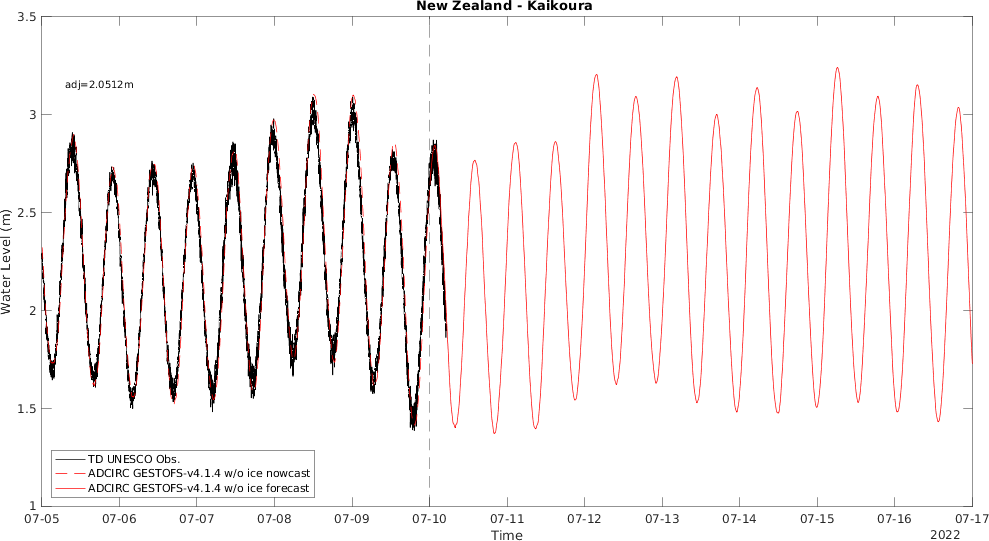 New Zealand - Kaikoura
3.5
adj=2.0512m
3
2.5
Water Level (m)
2
1.5
TD UNESCO Obs.
ADCIRC GESTOFS-v4.1.4 w/o ice nowcast
ADCIRC GESTOFS-v4.1.4 w/o ice forecast
1
07-05 07-06 07-07 07-08 07-09 07-10 07-11 07-12 07-13 07-14 07-15 07-16 07-17
Time 2022